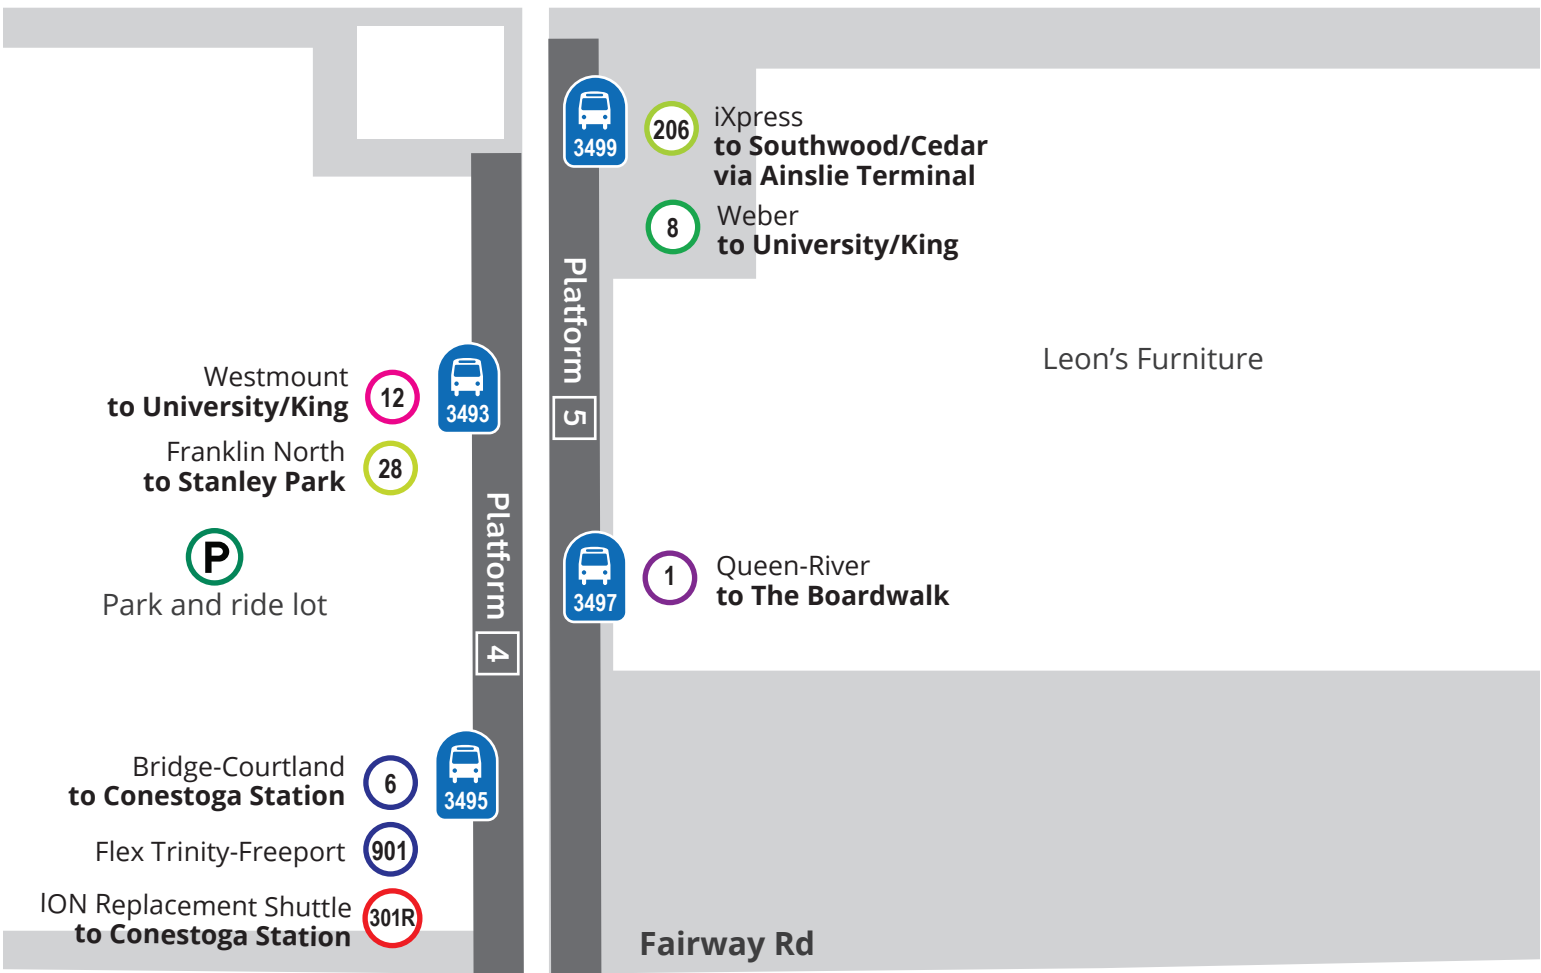 3499
206
iXpress
to Southwood/Cedar
via Ainslie Terminal
8
Weber
to University/King
Platform 5
Leon's Furniture
Westmount
to University/King
12
3493
Franklin North
to Stanley Park
28
P
Park and ride lot
Platform 4
3497
1
Queen-River
to The Boardwalk
Bridge-Courtland
to Conestoga Station
6
3495
Flex Trinity-Freeport
901
ION Replacement Shuttle
to Conestoga Station
301R
Fairway Rd